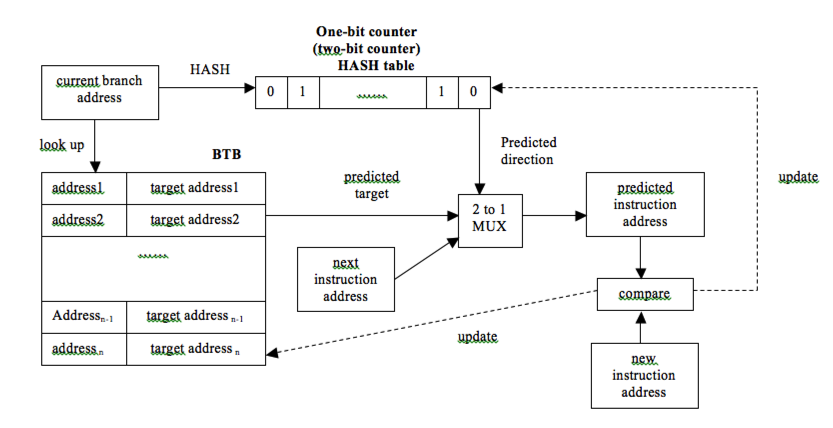 One-bit counter
(two-bit counter)
HASH table
current branch
address
HASH
0 1 ...... 1 0
look up
BTB
Predicted
direction
address1 target address1
address2 target address2
......
Address n-1 target address n-1
address n target address n
predicted
target
2 to 1
MUX
next
instruction
address
predicted
instruction
address
update
compare
update
new
instruction
address